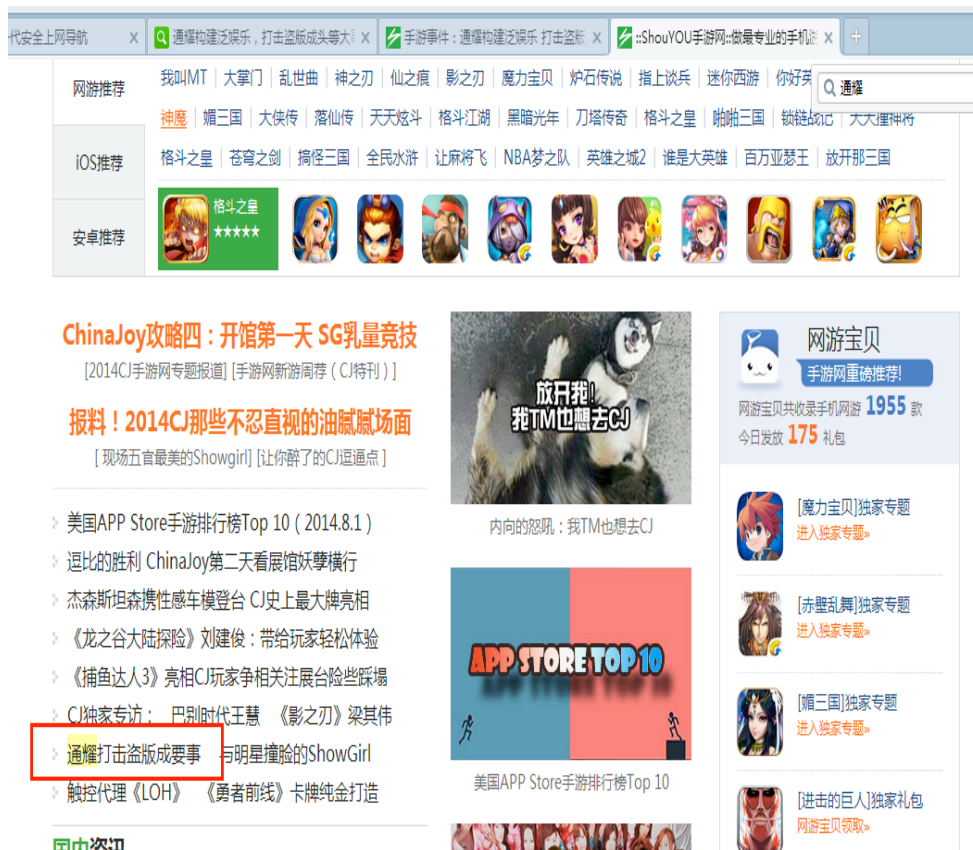 代安全上网导航 x
通耀构建泛娱乐，打击盗版成头等大 x
手游事件：通耀构建泛娱乐 打击盗版 x
::ShouYOU手游网::做最专业的手机游 x
通耀
网游推荐
我叫MT 大掌门 乱世曲 神之刃 仙之痕 影之刃 魔力宝贝 炉石传说 指上谈兵 迷你西游 你好英
神魔 媚三国 大侠传 落仙传 天天炫斗 格斗江湖 黑暗光年 刀塔传奇 格斗之皇 啪啪三国 锁链战记 天天撞神将
iOS推荐
格斗之皇 苍穹之剑 搞怪三国 全民水浒 让麻将飞 NBA梦之队 英雄之城2 谁是大英雄 百万亚瑟王 放开那三国
安卓推荐
格斗之皇
★★★★★
ChinaJoy攻略四：开馆第一天 SG乳量竞技
[2014CJ手游网专题报道] [手游网新游周荐（CJ特刊）]
报料！2014CJ那些不忍直视的油腻腻场面
[ 现场五官最美的Showgirl] [让你醉了的CJ逗逼点 ]
美国APP Store手游排行榜Top 10（2014.8.1）
逗比的胜利 ChinaJoy第二天看展馆妖孽横行
杰森斯坦森携性感车模登台 CJ史上最大牌亮相
《龙之谷大陆探险》刘建俊：带给玩家轻松体验
《捕鱼达人3》亮相CJ玩家争相关注展台险些踩塌
CJ独家专访： 巴别时代王慧 《影之刃》梁其伟
通耀打击盗版成要事 与明星撞脸的ShowGirl
触控代理《LOH》 《勇者前线》卡牌纯金打造
国内资讯
放开我！
我TM也想去CJ
内向的怒吼：我TM也想去CJ
APP STORE TOP 10
美国APP Store手游排行榜Top 10
网游宝贝
手游网重磅推荐!
网游宝贝共收录手机网游 1955 款
今日发放 175 礼包
[魔力宝贝]独家专题
进入独家专题»
[赤壁乱舞]独家专题
进入独家专题»
[媚三国]独家专题
进入独家专题»
[进击的巨人]独家礼包
网游宝贝领取»